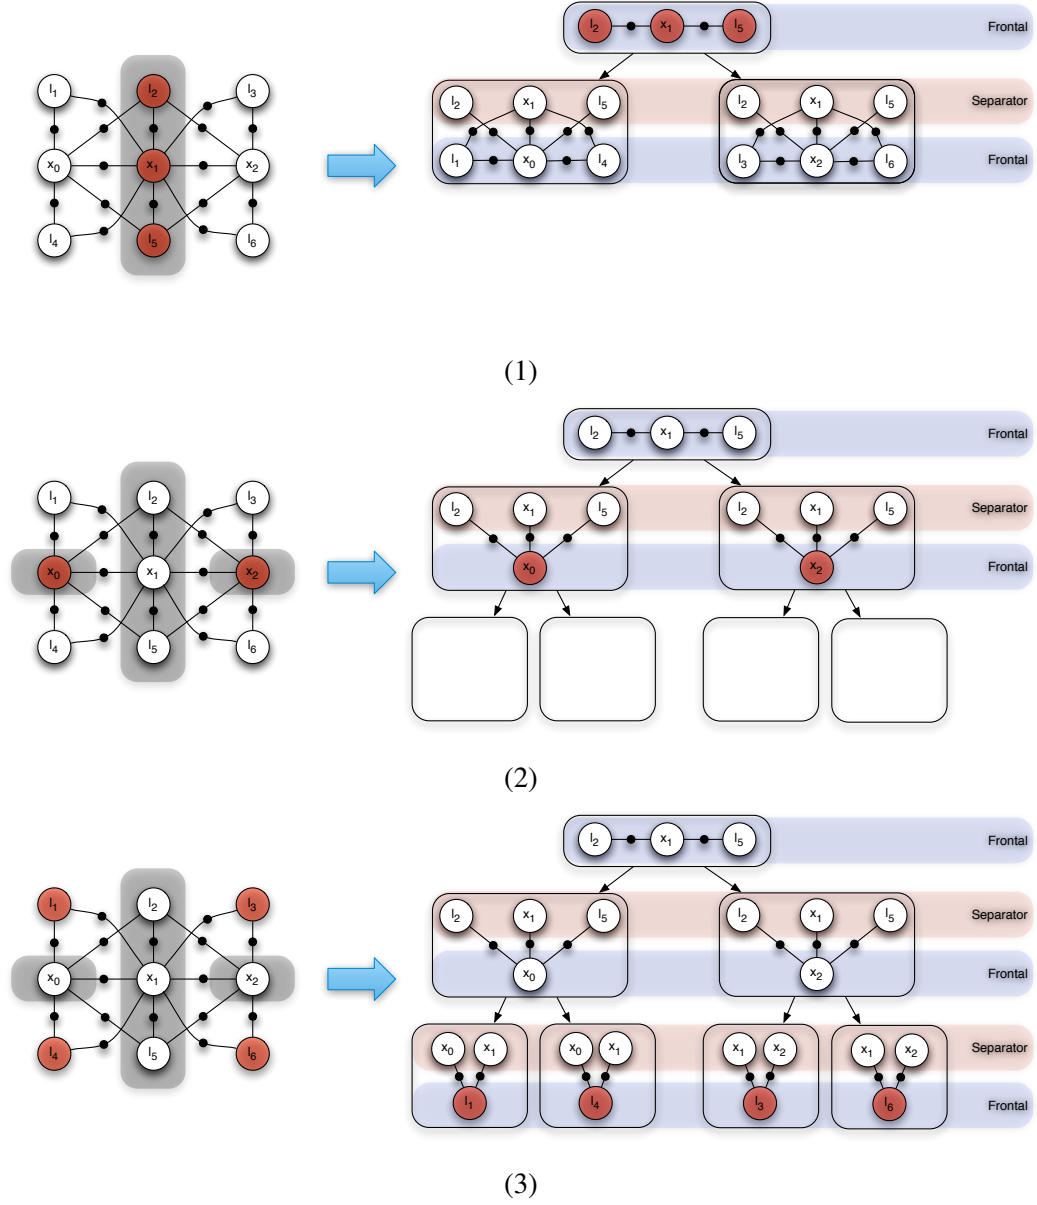 l2 x1 l5 Frontal
l1 l2 l3 l2 x1 l5 l2 x1 l5 Separator
x0 x1 x2 l1 x0 l4 l3 x2 l6 Frontal
l4 l5 l6
(1)
l2 x1 l5 Frontal
l1 l2 l3 l2 x1 l5 l2 x1 l5 Separator
x0 x1 x2 x0 x2 Frontal
l4 l5 l6
(2)
l2 x1 l5 Frontal
l1 l2 l3 l2 x1 l5 l2 x1 l5 Separator
x0 x1 x2 x0 x2 Frontal
l4 l5 l6 x0 x1 x0 x1 x1 x2 x1 x2 Separator
l1 l4 l3 l6 Frontal
(3)